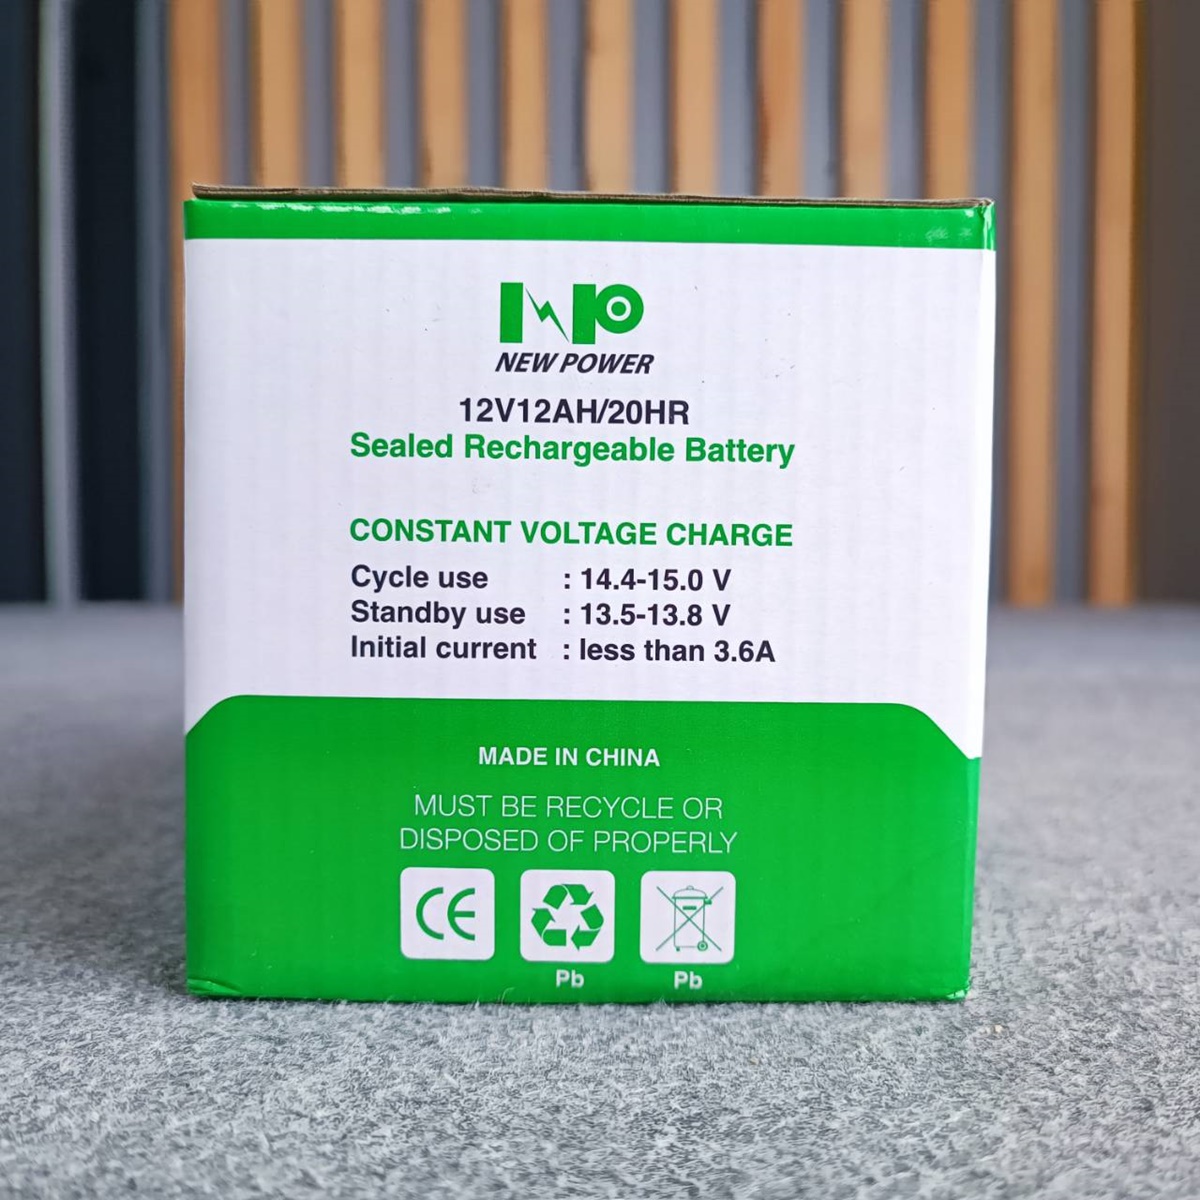 NP
NEW POWER
12V12AH/20HR
Sealed Rechargeable Battery
CONSTANT VOLTAGE CHARGE
Cycle use : 14.4-15.0 V
Standby use : 13.5-13.8 V
Initial current : less than 3.6A
MADE IN CHINA
MUST BE RECYCLE OR
DISPOSED OF PROPERLY
CE
Pb Pb